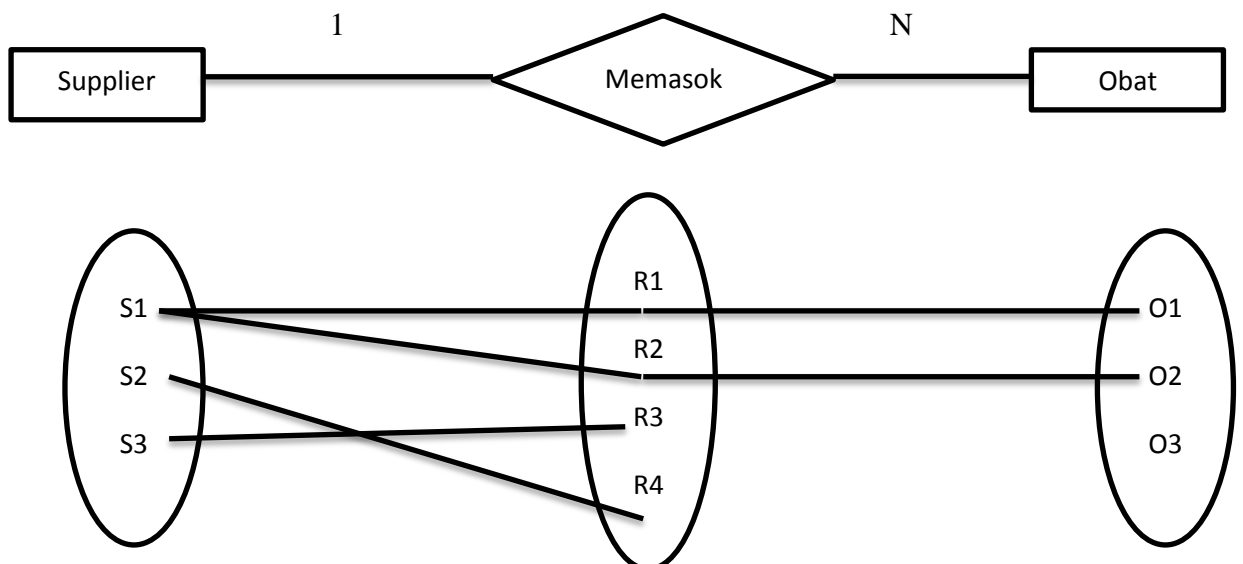 1 N
Supplier Memasok Obat
R1
S1 O1
R2
S2 O2
R3
S3 O3
R4